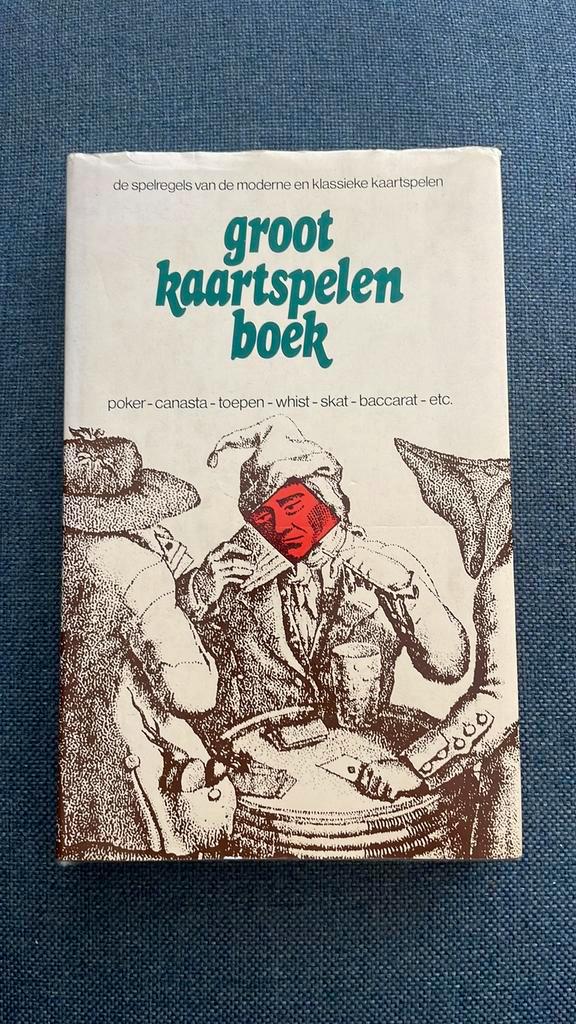 de spelregels van de moderne en klassieke kaartspelen
groot
kaartspelen
boek
poker - canasta - toepen - whist - skat - baccarat - etc.